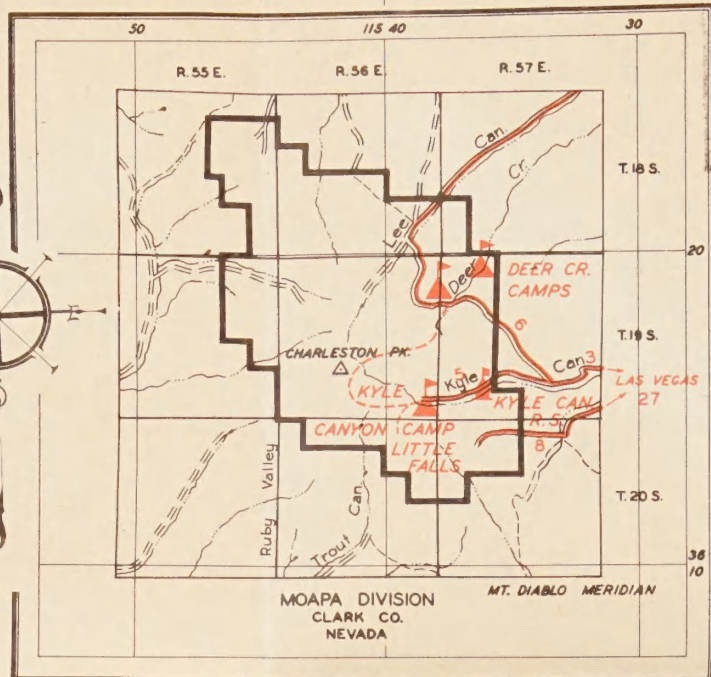 50
115 40
30
R. 55 E.
R. 56 E.
R. 57 E.
Can.
Cr.
T. 18 S.
Lee
20
Deer
DEER CR.
CAMPS
6
T. 19 S.
CHARLESTON PK.
5
Kyle
Can
3
LAS VEGAS
27
KYLE
CANYON CAMP
KYLE CAN.
R.S.
LITTLE
FALLS
8
Ruby Valley
Can
Trout
T. 20 S.
36
10
MOAPA DIVISION
CLARK CO.
NEVADA
MT. DIABLO MERIDIAN